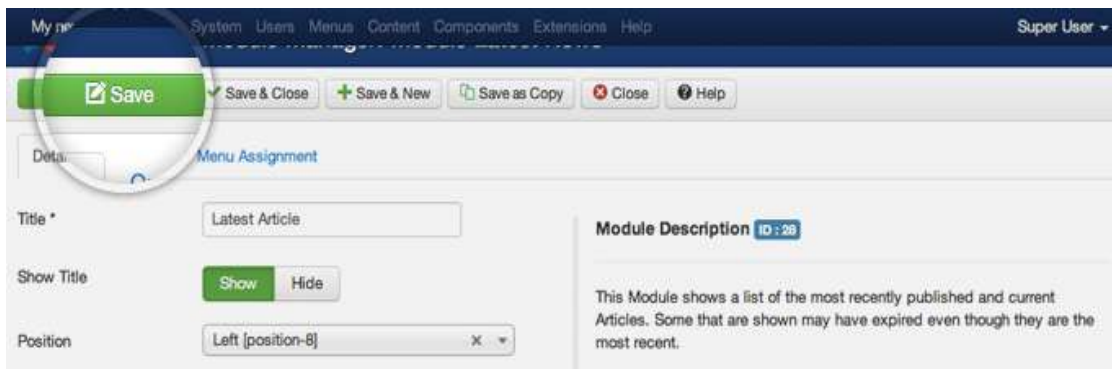 My System Users Menus Content Components Extensions Help Super User
Save Save & Close Save & New Save as Copy Close Help
Menu Assignment
Title * Latest Article
Module Description ID : 28
Show Title Show Hide
This Module shows a list of the most recently published and current
Articles. Some that are shown may have expired even though they are the
most recent.
Position Left [position-8]